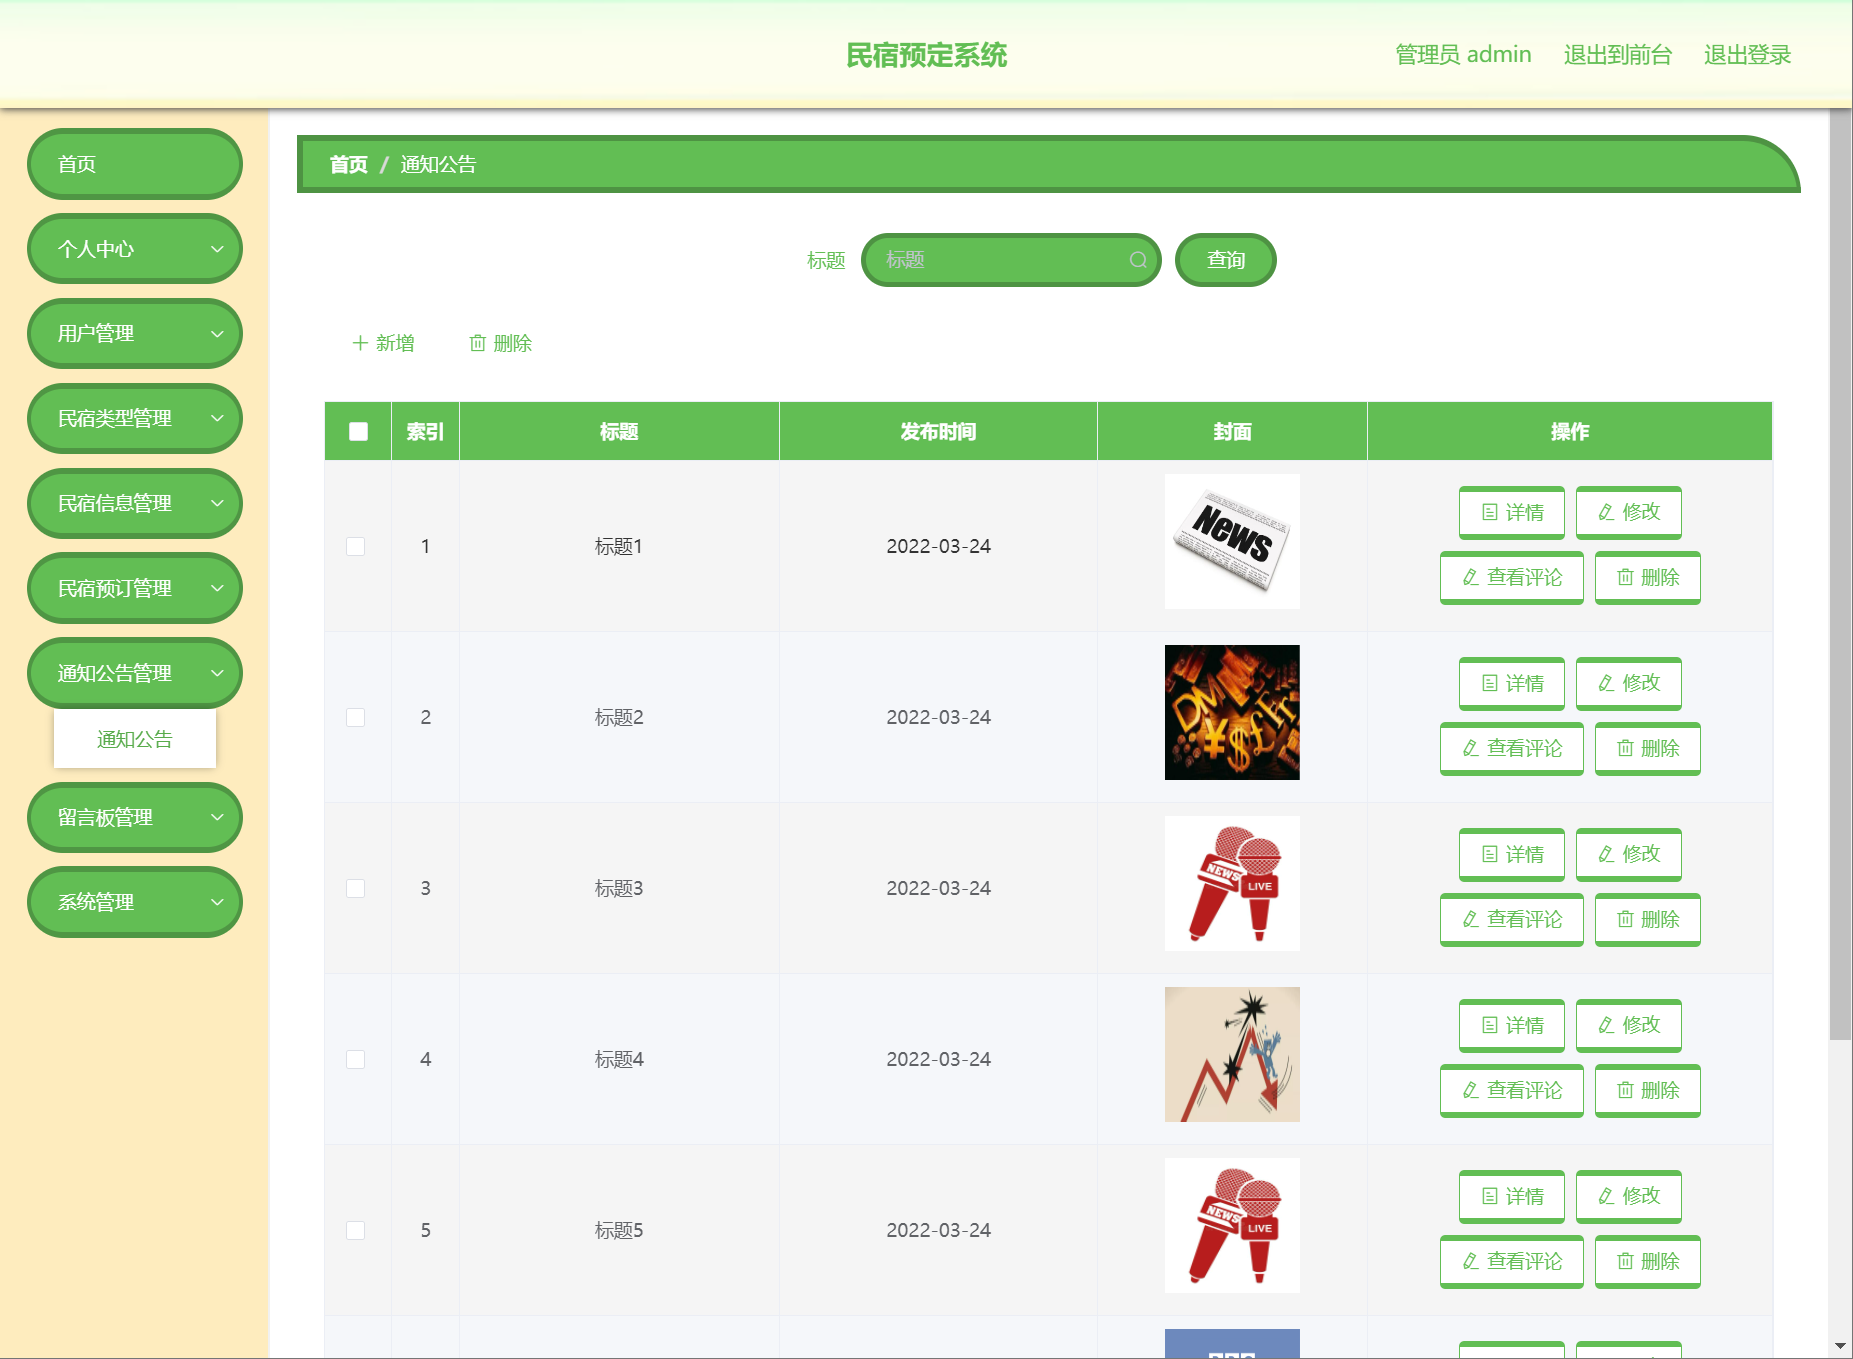 民宿预定系统
管理员 admin 退出到前台 退出登录
首页
个人中心
用户管理
民宿类型管理
民宿信息管理
民宿预订管理
通知公告管理
通知公告
留言板管理
系统管理
首页 / 通知公告
标题 标题 查询
新增 删除
索引 标题 发布时间 封面 操作
1 标题1 2022-03-24
News
详情 修改
查看评论 删除
2 标题2 2022-03-24
DM ¥ $ £
详情 修改
查看评论 删除
3 标题3 2022-03-24
NEWS LIVE
详情 修改
查看评论 删除
4 标题4 2022-03-24
详情 修改
查看评论 删除
5 标题5 2022-03-24
NEWS LIVE
详情 修改
查看评论 删除